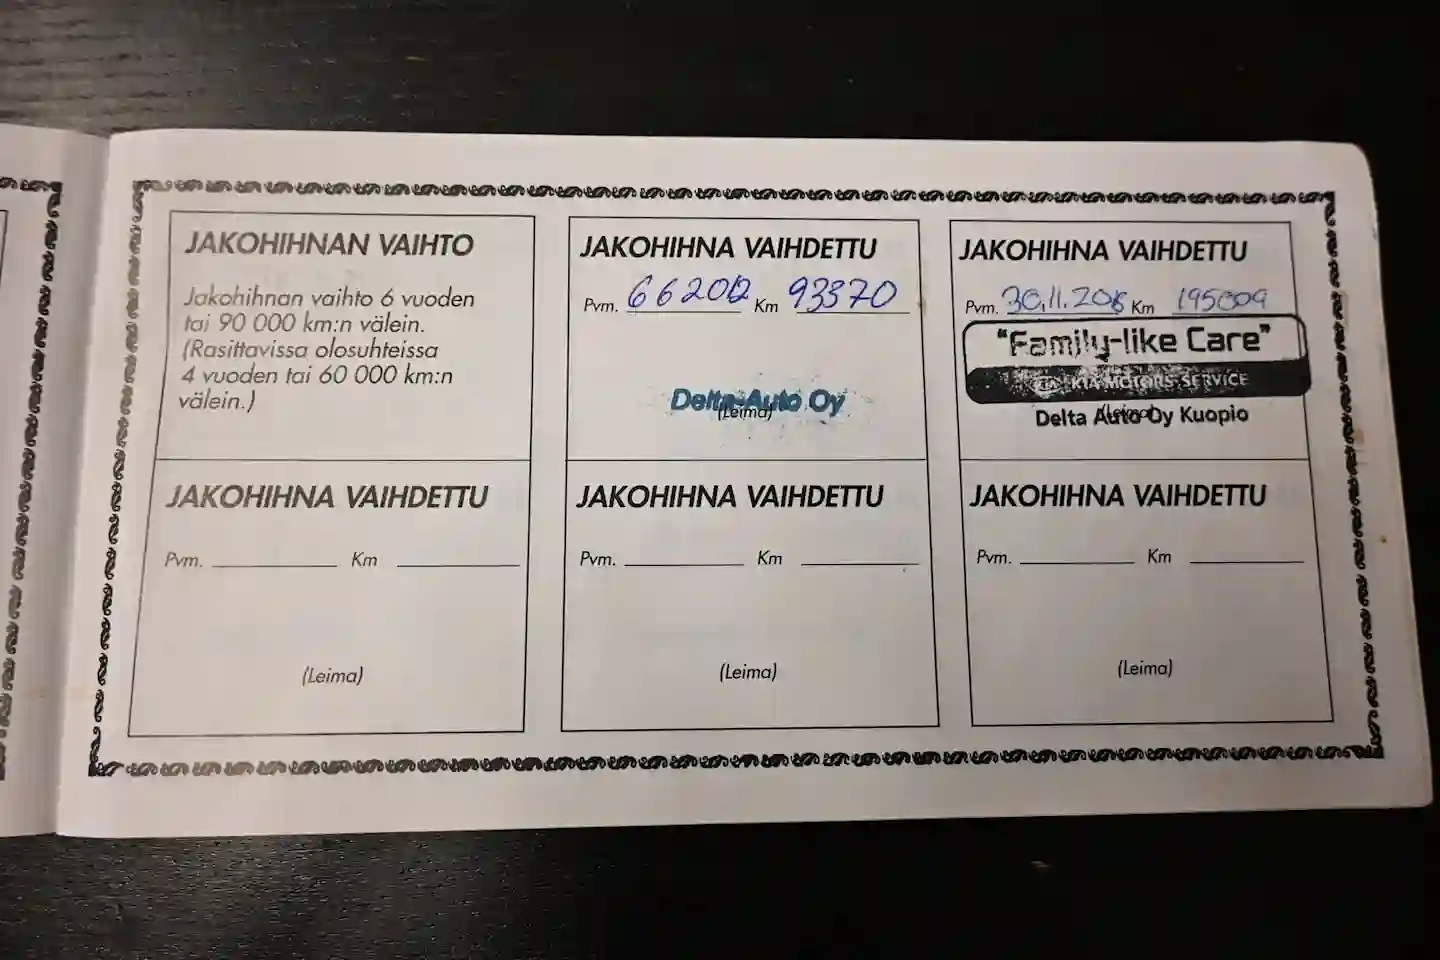 JAKOHIHNAN VAIHTO
Jakohihnan vaihto 6 vuoden
tai 90 000 km:n välein.
(Rasittavissa olosuhteissa
4 vuoden tai 60 000 km:n
välein.)
JAKOHIHNA VAIHDETTU
Pvm. 6 6 2012 Km 93370
Delta-Auto Oy
(Leima)
JAKOHIHNA VAIHDETTU
Pvm. 30.11.2016 Km 195009
"Family-like Care"
KIA MOTORS SERVICE
(Leima)
Delta Auto Oy Kuopio
JAKOHIHNA VAIHDETTU
Pvm. Km
(Leima)
JAKOHIHNA VAIHDETTU
Pvm. Km
(Leima)
JAKOHIHNA VAIHDETTU
Pvm. Km
(Leima)